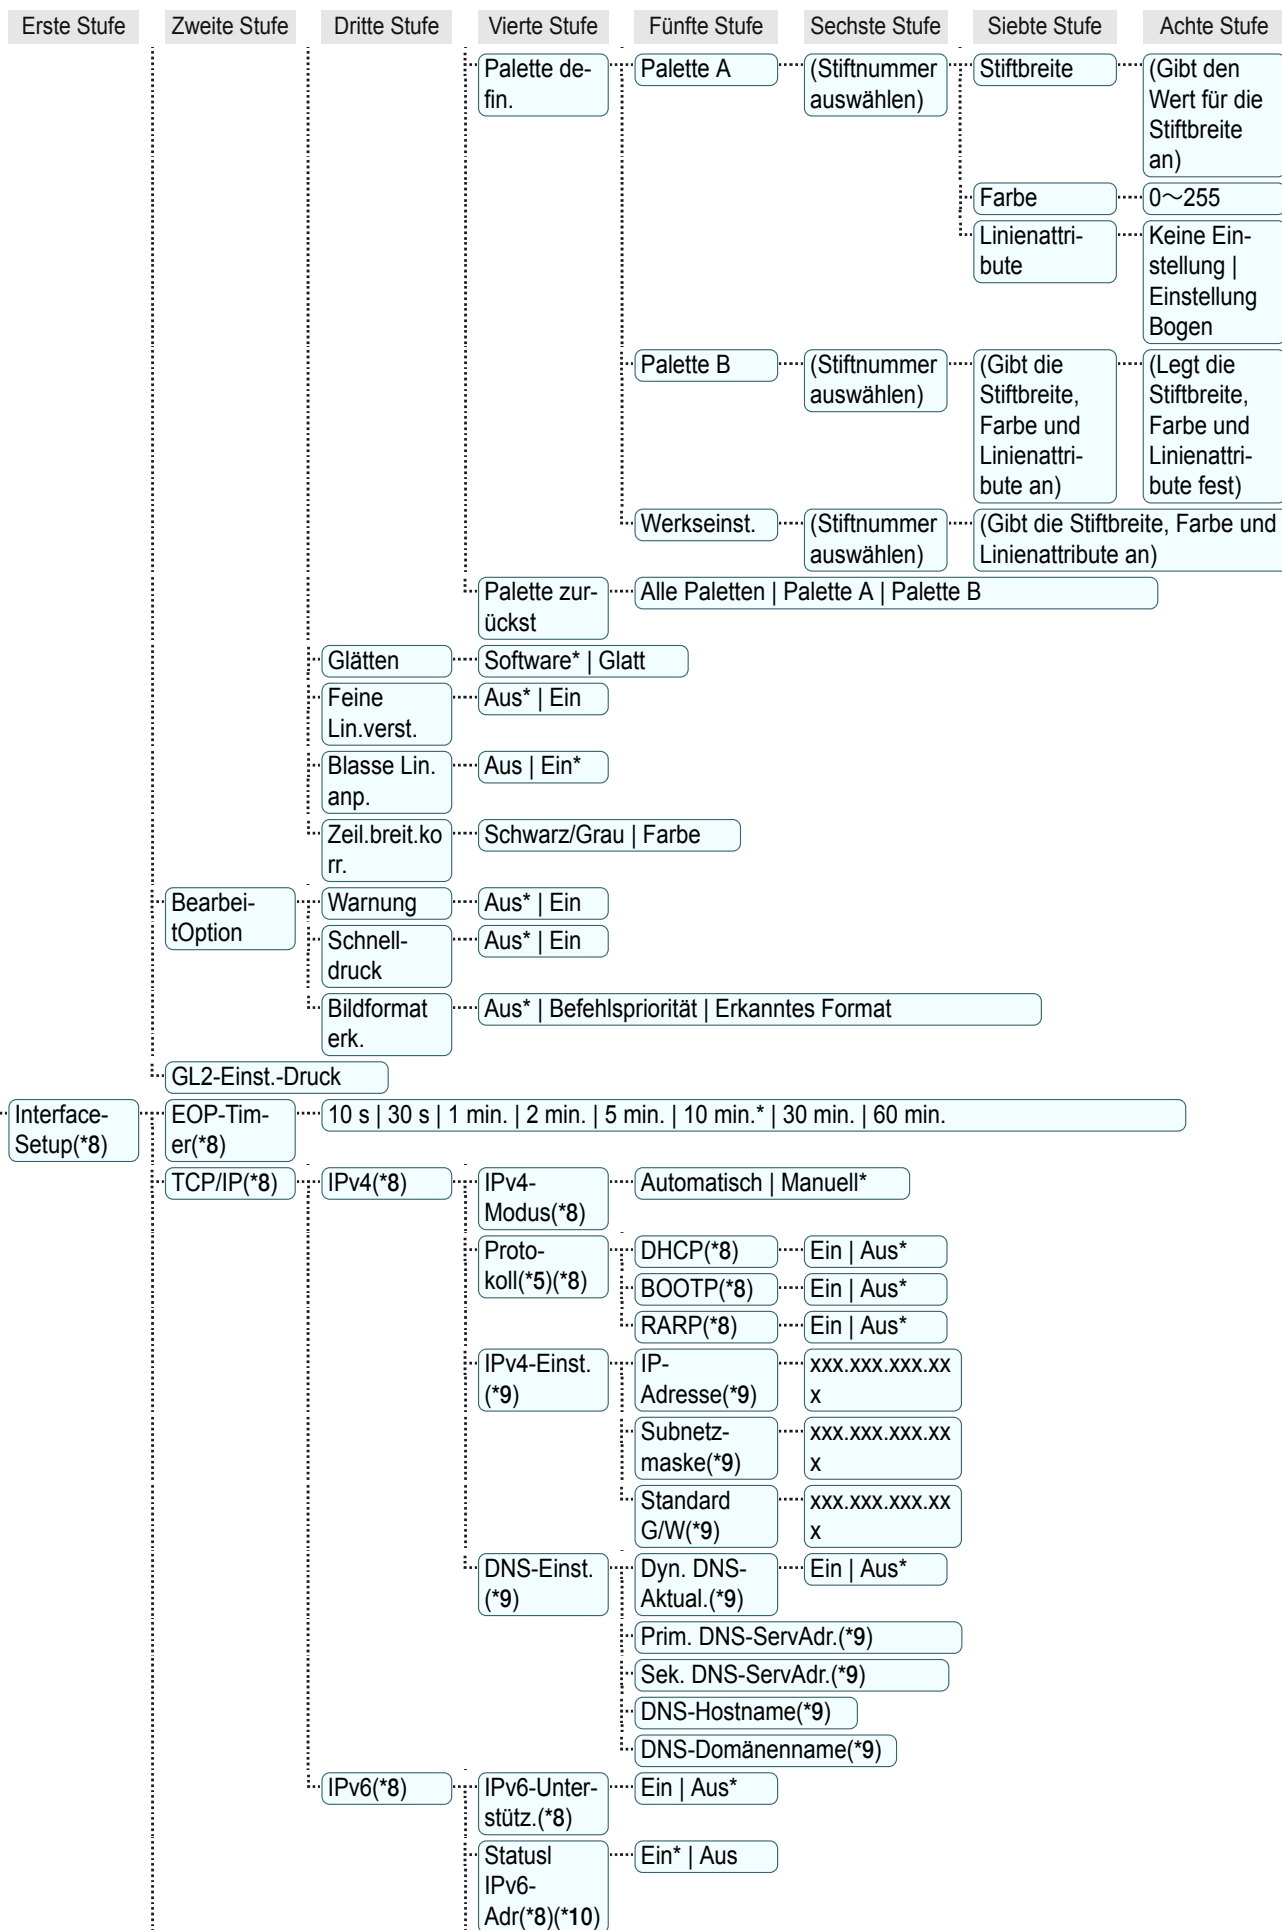 Erste Stufe Zweite Stufe Dritte Stufe Vierte Stufe Fünfte Stufe Sechste Stufe Siebte Stufe Achte Stufe
Palette de-
fin.
Palette A
(Stiftnummer
auswählen)
Stiftbreite
(Gibt den
Wert für die
Stiftbreite
an)
Farbe
0～255
Linienattri-
bute
Keine Ein-
stellung |
Einstellung
Bogen
Palette B
(Stiftnummer
auswählen)
(Gibt die
Stiftbreite,
Farbe und
Linienattri-
bute an)
(Legt die
Stiftbreite,
Farbe und
Linienattri-
bute fest)
Werkseinst.
(Stiftnummer
auswählen)
(Gibt die Stiftbreite, Farbe und
Linienattribute an)
Palette zur-
ückst
Alle Paletten | Palette A | Palette B
Glätten
Software* | Glatt
Feine
Lin.verst.
Aus* | Ein
Blasse Lin.
anp.
Aus | Ein*
Zeil.breit.ko
rr.
Schwarz/Grau | Farbe
Bearbei-
tOption
Warnung
Aus* | Ein
Schnell-
druck
Aus* | Ein
Bildformat
erk.
Aus* | Befehlspriorität | Erkanntes Format
GL2-Einst.-Druck
Interface-
Setup(*8)
EOP-Tim-
er(*8)
10 s | 30 s | 1 min. | 2 min. | 5 min. | 10 min.* | 30 min. | 60 min.
TCP/IP(*8)
IPv4(*8)
IPv4-
Modus(*8)
Automatisch | Manuell*
Proto-
koll(*5)(*8)
DHCP(*8)
Ein | Aus*
BOOTP(*8)
Ein | Aus*
RARP(*8)
Ein | Aus*
IPv4-Einst.
(*9)
IP-
Adresse(*9)
xxx.xxx.xxx.xx
x
Subnetz-
maske(*9)
xxx.xxx.xxx.xx
x
Standard
G/W(*9)
xxx.xxx.xxx.xx
x
DNS-Einst.
(*9)
Dyn. DNS-
Aktual.(*9)
Ein | Aus*
Prim. DNS-ServAdr.(*9)
Sek. DNS-ServAdr.(*9)
DNS-Hostname(*9)
DNS-Domänenname(*9)
IPv6(*8)
IPv6-Unter-
stütz.(*8)
Ein | Aus*
Statusl
IPv6-
Adr(*8)(*10)
Ein* | Aus